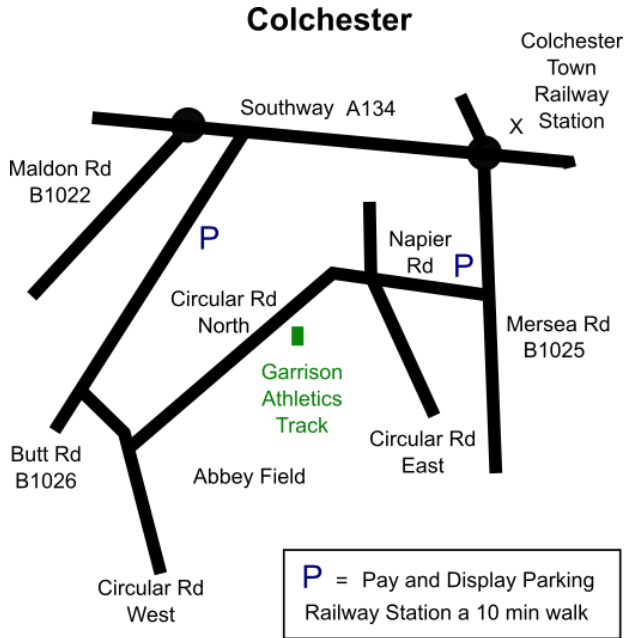 Colchester
Colchester
Town
Railway
Station
X
Southway A134
Maldon Rd
B1022
P
Napier
Rd
P
Circular Rd
North
Mersea Rd
B1025
Garrison
Athletics
Track
Circular Rd
East
Butt Rd
B1026
Abbey Field
Circular Rd
West
P = Pay and Display Parking
Railway Station a 10 min walk